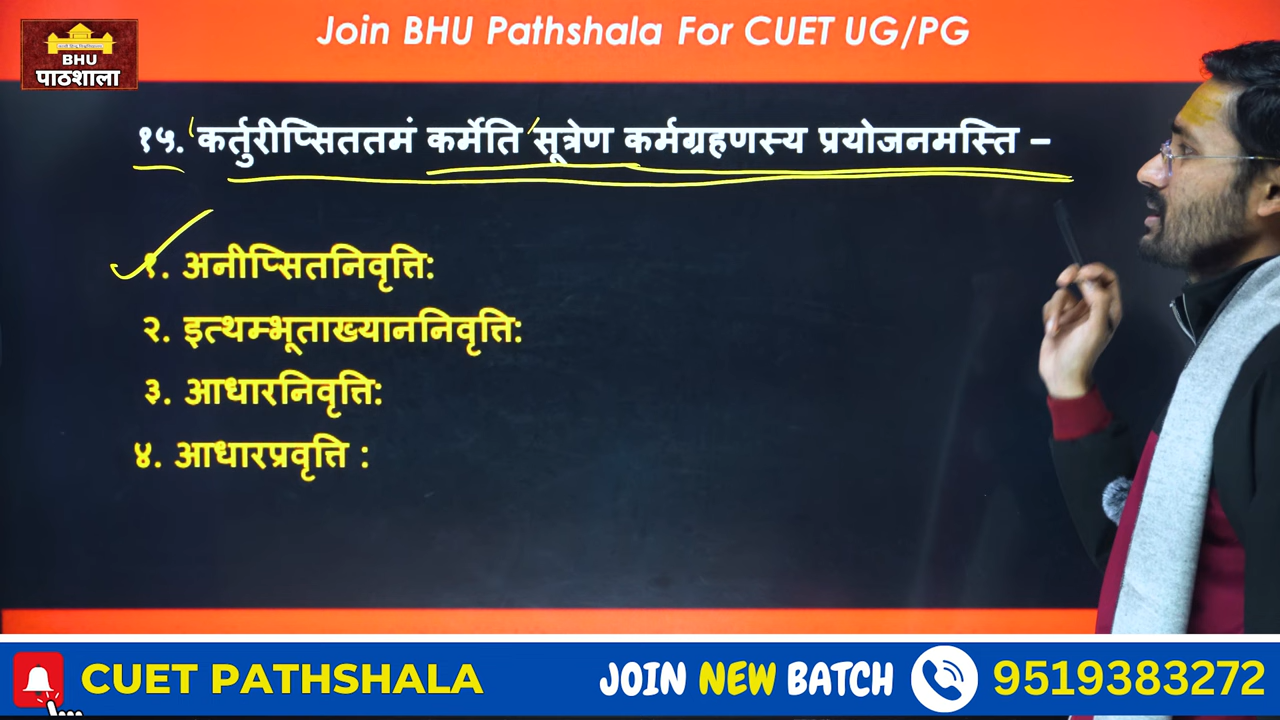 Join BHU Pathshala For CUET UG/PG
BHU
पाठशाला
१५. कर्तुरीप्सिततमं कर्मेति सूत्रेण कर्मग्रहणस्य प्रयोजनमस्ति –
१. अनीप्सितनिवृत्ति:
२. इत्थम्भूताख्याननिवृत्ति:
३. आधारनिवृत्ति:
४. आधारप्रवृत्ति :
CUET PATHSHALA
JOIN NEW BATCH
9519383272